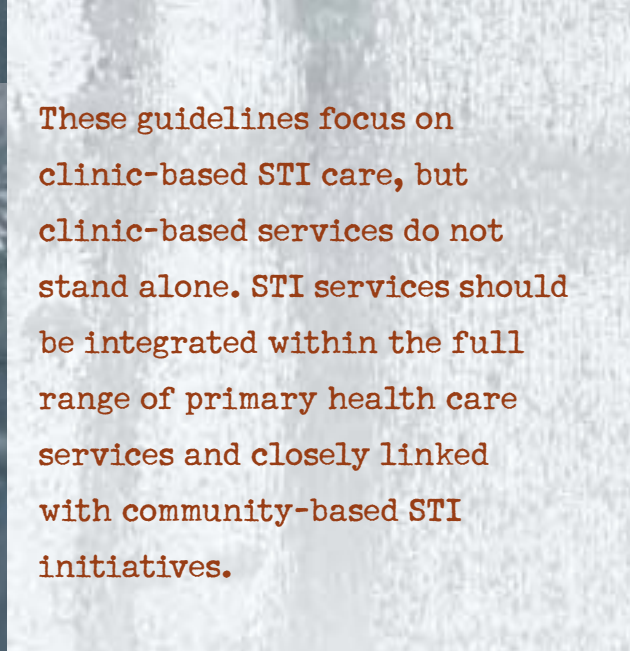 These guidelines focus on
clinic-based STI care, but
clinic-based services do not
stand alone. STI services should
be integrated within the full
range of primary health care
services and closely linked
with community-based STI
initiatives.